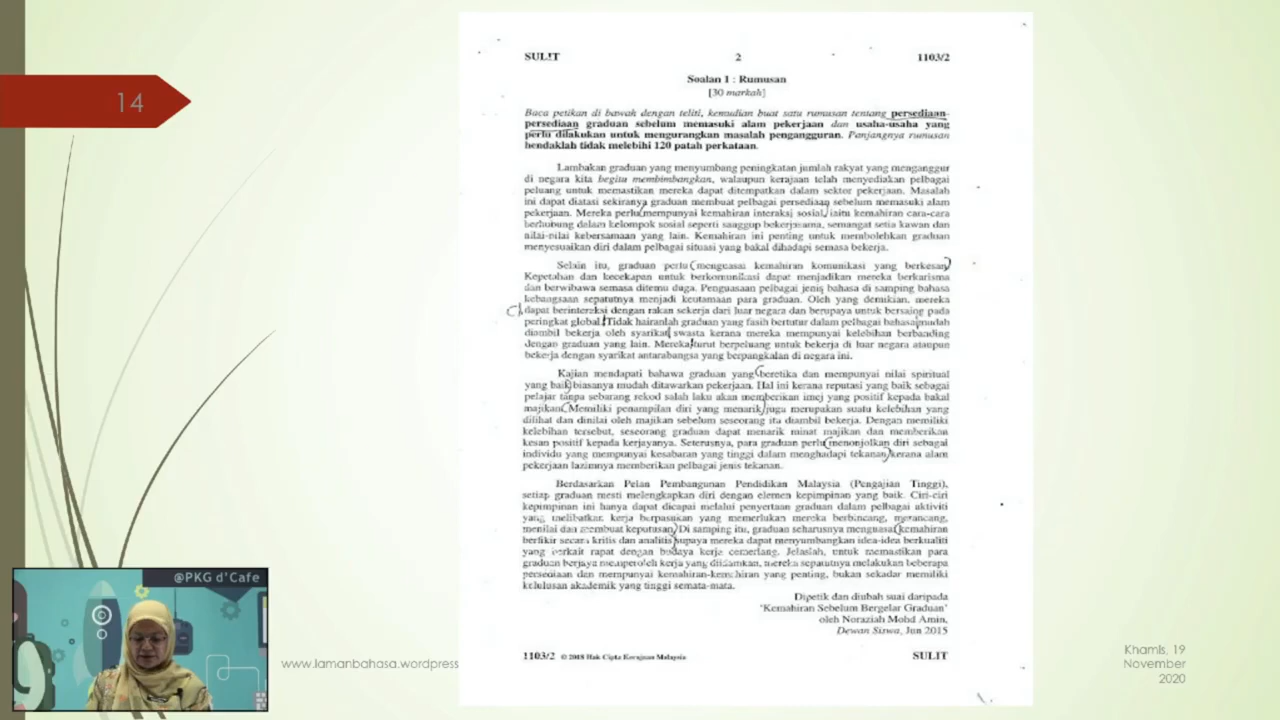 14
SULIT 2 1103/2
Soalan 1 : Rumusan
[30 markah]
Baca petikan di bawah dengan teliti, kemudian buat satu rumusan tentang persediaan-
persediaan graduan sebelum memasuki alam pekerjaan dan usaha-usaha yang
perlu dilakukan untuk mengurangkan masalah pengangguran. Panjangnya rumusan
hendaklah tidak melebihi 120 patah perkataan.
Lambakan graduan yang menyumbang peningkatan jumlah rakyat yang menganggur
di negara kita begitu membimbangkan, walaupun kerajaan telah menyediakan pelbagai
peluang untuk memastikan mereka dapat ditempatkan dalam sektor pekerjaan. Masalah
ini dapat diatasi sekiranya graduan membuat pelbagai persediaan sebelum memasuki alam
pekerjaan. Mereka perlu mempunyai kemahiran interaksi sosial, iaitu kemahiran cara-cara
berhubung dalam kelompok sosial seperti sanggup bekerjasama, semangat setia kawan dan
nilai-nilai kebersamaan yang lain. Kemahiran ini penting untuk membolehkan graduan
menyesuaikan diri dalam pelbagai situasi yang bakal dihadapi semasa bekerja.
Selain itu, graduan perlu menguasai kemahiran komunikasi yang berkesan
Kepetahan dan kecekapan untuk berkomunikasi dapat menjadikan mereka berkarisma
dan berwibawa semasa ditemu duga. Penguasaan pelbagai jenis bahasa di samping bahasa
kebangsaan sepatutnya menjadi keutamaan para graduan. Oleh yang demikian, mereka
dapat berinteraksi dengan rakan sekerja dari luar negara dan berupaya untuk bersaing pada
peringkat global. Tidak hairanlah graduan yang fasih bertutur dalam pelbagai bahasa mudah
diambil bekerja oleh syarikat swasta kerana mereka mempunyai kelebihan berbanding
dengan graduan yang lain. Mereka turut berpeluang untuk bekerja di luar negara ataupun
bekerja dengan syarikat antarabangsa yang berpangkalan di negara ini.
Kajian mendapati bahawa graduan yang beretika dan mempunyai nilai spiritual
yang baik biasanya mudah ditawarkan pekerjaan. Hal ini kerana reputasi yang baik sebagai
pelajar tanpa sebarang rekod salah laku akan memberikan imej yang positif kepada bakal
majikan. Memiliki penampilan diri yang menarik juga merupakan suatu kelebihan yang
dilihat dan dinilai oleh majikan sebelum seseorang itu diambil bekerja. Dengan memiliki
kelebihan tersebut, seseorang graduan dapat menarik minat majikan dan memberikan
kesan positif kepada kerjayanya. Seterusnya, para graduan perlu menonjolkan diri sebagai
individu yang mempunyai kesabaran yang tinggi dalam menghadapi tekanan kerana alam
pekerjaan lazimnya memberikan pelbagai jenis tekanan.
Berdasarkan Pelan Pembangunan Pendidikan Malaysia (Pengajian Tinggi),
setiap graduan mesti melengkapkan diri dengan elemen kepimpinan yang baik. Ciri-ciri
kepimpinan ini hanya dapat dicapai melalui penyertaan graduan dalam pelbagai aktiviti
yang melibatkan kerja berpasukan yang memerlukan mereka berbincang, merancang,
menilai dan membuat keputusan. Di samping itu, graduan seharusnya menguasai kemahiran
berfikir secara kritis dan analitis supaya mereka dapat menyumbangkan idea-idea berkualiti
yang berkait rapat dengan budaya kerja cemerlang. Jelaslah, untuk memastikan para
graduan berjaya memperoleh kerja yang diidamkan, mereka sepatutnya melakukan beberapa
persediaan dan mempunyai kemahiran-kemahiran yang penting, bukan sekadar memiliki
kelulusan akademik yang tinggi semata-mata.
Dipetik dan diubah suai daripada
'Kemahiran Sebelum Bergelar Graduan'
oleh Noraziah Mohd Amin,
Dewan Siswa, Jun 2015
1103/2 © 2018 Hak Cipta Kerajaan Malaysia SULIT
@PKG d'Cafe
www.lamanbahasa.wordpress
Khamis, 19
November
2020